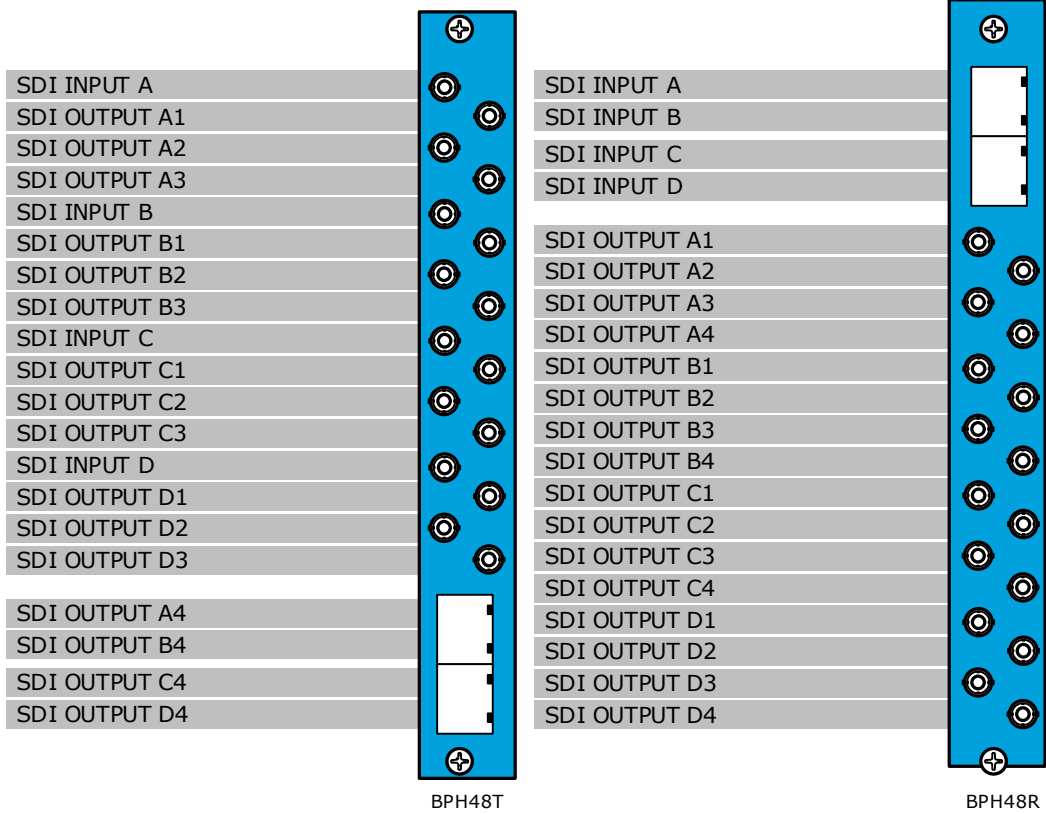 SDI INPUT A
SDI OUTPUT A1
SDI OUTPUT A2
SDI OUTPUT A3
SDI INPUT B
SDI OUTPUT B1
SDI OUTPUT B2
SDI OUTPUT B3
SDI INPUT C
SDI OUTPUT C1
SDI OUTPUT C2
SDI OUTPUT C3
SDI INPUT D
SDI OUTPUT D1
SDI OUTPUT D2
SDI OUTPUT D3
SDI OUTPUT A4
SDI OUTPUT B4
SDI OUTPUT C4
SDI OUTPUT D4
BPH48T
SDI INPUT A
SDI INPUT B
SDI INPUT C
SDI INPUT D
SDI OUTPUT A1
SDI OUTPUT A2
SDI OUTPUT A3
SDI OUTPUT A4
SDI OUTPUT B1
SDI OUTPUT B2
SDI OUTPUT B3
SDI OUTPUT B4
SDI OUTPUT C1
SDI OUTPUT C2
SDI OUTPUT C3
SDI OUTPUT C4
SDI OUTPUT D1
SDI OUTPUT D2
SDI OUTPUT D3
SDI OUTPUT D4
BPH48R